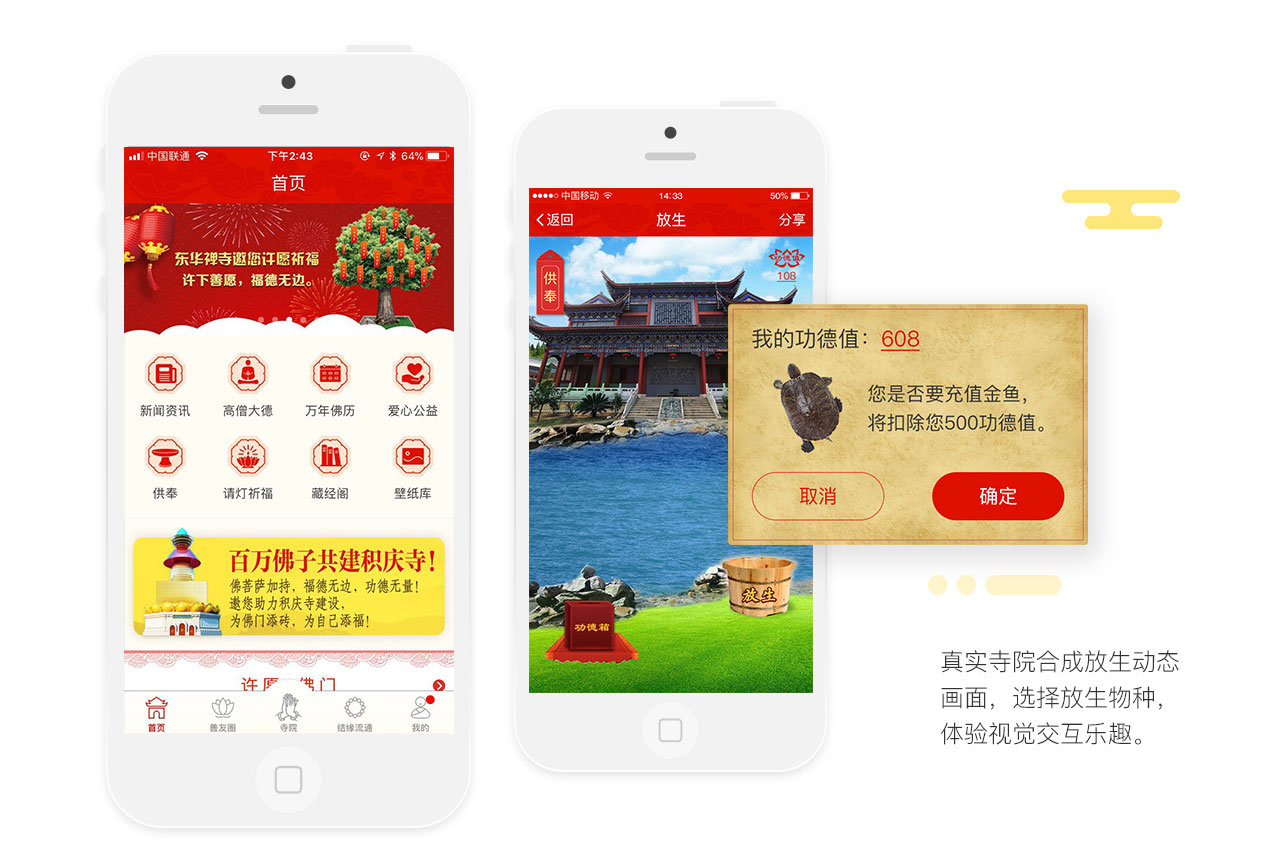 中国联通
下午2:43
64%
首页
东华禅寺邀您许愿祈福
许下善愿，福德无边。
新闻资讯
高僧大德
万年佛历
爱心公益
供奉
请灯祈福
藏经阁
壁纸库
百万佛子共建积庆寺!
佛菩萨加持，福德无边，功德无量!
邀您助力积庆寺建设，
为佛门添砖，为自己添福!
许愿 佛门
首页
善友圈
寺院
结缘流通
我的
中国移动
14:33
50%
返回
放生
分享
供奉
功德值
108
放生
功德箱
我的功德值：608
您是否要充值金鱼，
将扣除您500功德值。
取消
确定
真实寺院合成放生动态
画面，选择放生物种，
体验视觉交互乐趣。